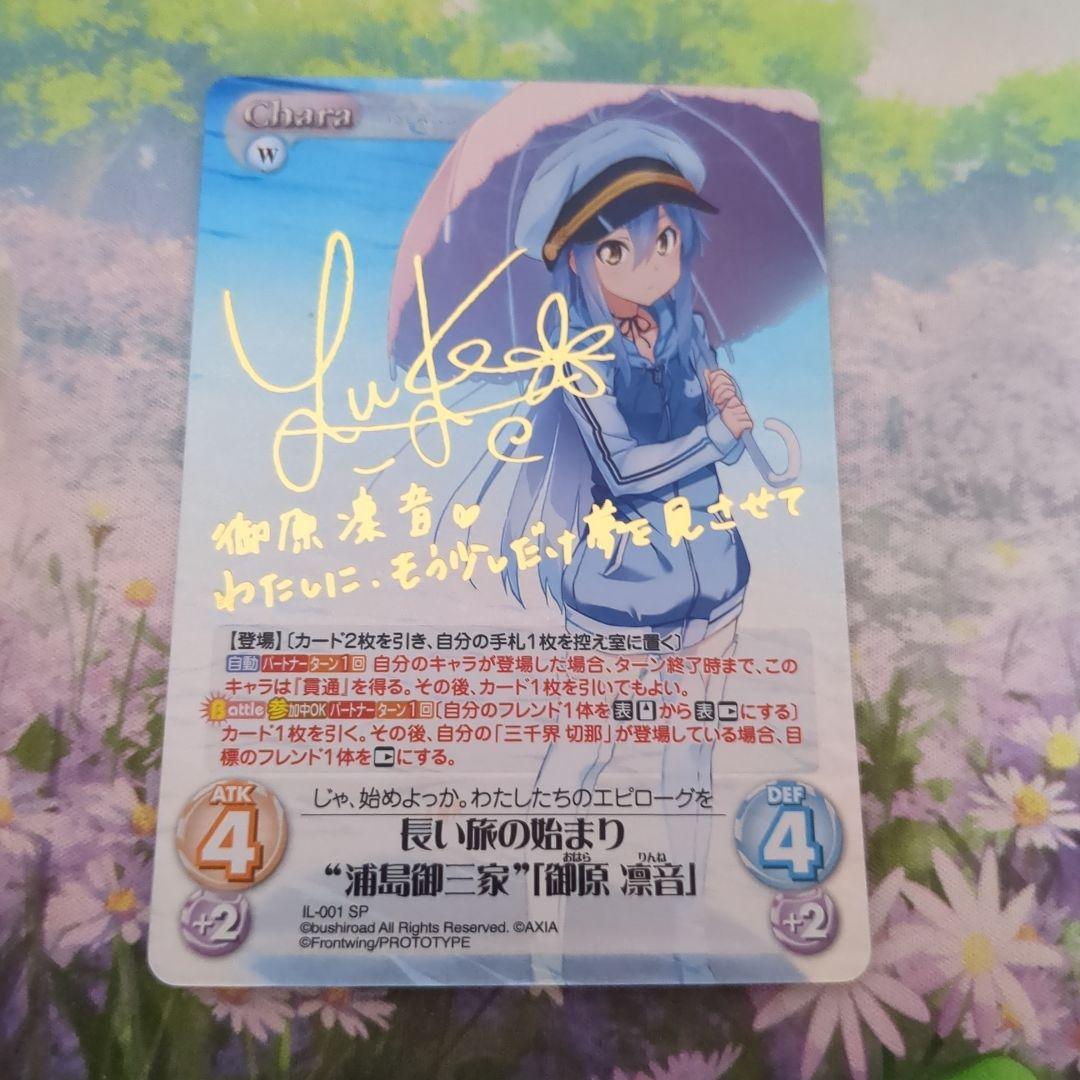 Chara
W
YuKe
御原 凛音♥
わたしに、もう少しだけ夢を見させて
【登場】〔カード2枚を引き、自分の手札1枚を控え室に置く〕
自動 パートナー ターン1回 自分のキャラが登場した場合、ターン終了時まで、この
キャラは『貫通』を得る。その後、カード1枚を引いてもよい。
Battle 参加中OK パートナー ターン1回〔自分のフレンド1体を表から表にする〕
カード1枚を引く。その後、自分の「三千界 切那」が登場している場合、目
標のフレンド1体をにする。
ATK
4
+2
じゃ、始めよっか。わたしたちのエピローグを
長い旅の始まり
“浦島御三家”「御原 凛音」
おはら りんね
DEF
4
+2
IL-001 SP
©bushiroad All Rights Reserved. ©AXIA
©Frontwing/PROTOTYPE